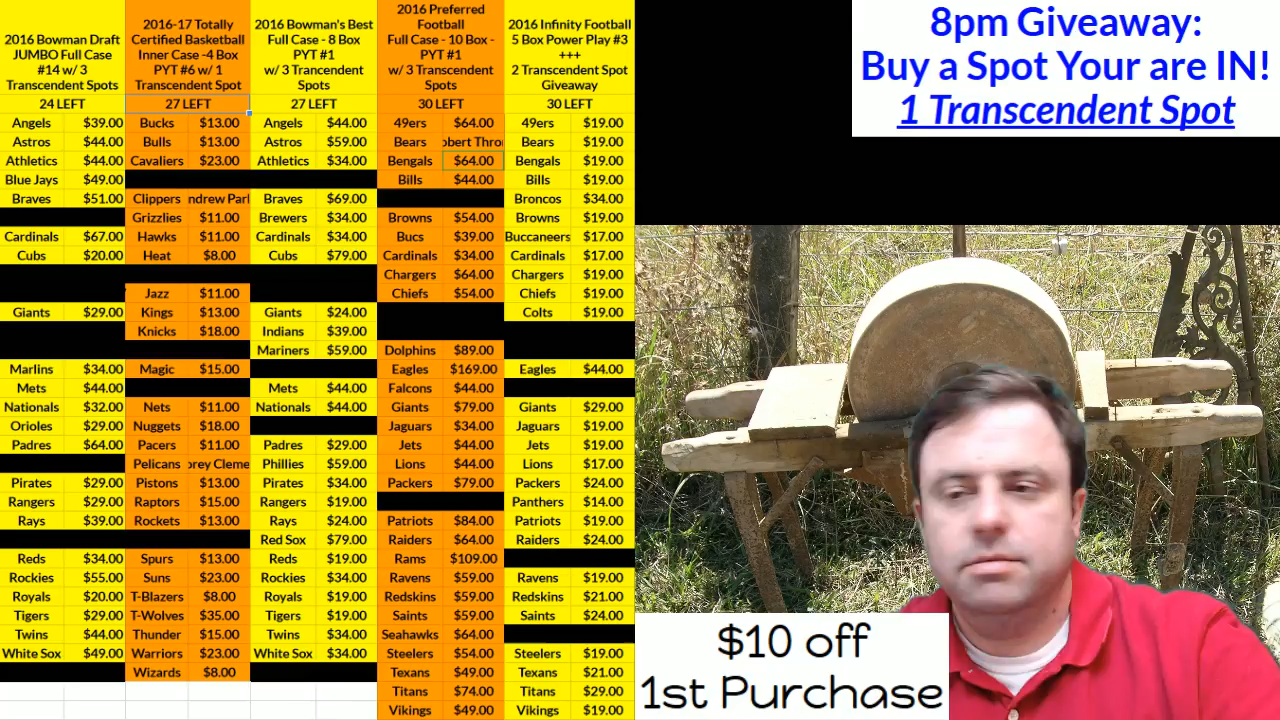 2016 Bowman Draft
JUMBO Full Case
#14 w/ 3
Transcendent Spots
24 LEFT
Angels $39.00
Astros $44.00
Athletics $44.00
Blue Jays $49.00
Braves $51.00
Cardinals $67.00
Cubs $20.00
Giants $29.00
Marlins $34.00
Mets $44.00
Nationals $32.00
Orioles $29.00
Padres $64.00
Pirates $29.00
Rangers $29.00
Rays $39.00
Reds $34.00
Rockies $55.00
Royals $20.00
Tigers $29.00
Twins $44.00
White Sox $49.00
2016-17 Totally
Certified Basketball
Inner Case -4 Box
PYT #6 w/ 1
Transcendent Spot
27 LEFT
Bucks $13.00
Bulls $13.00
Cavaliers $23.00
Clippers ndrew Parl
Grizzlies $11.00
Hawks $11.00
Heat $8.00
Jazz $11.00
Kings $13.00
Knicks $18.00
Magic $15.00
Nets $11.00
Nuggets $18.00
Pacers $11.00
Pelicans orey Cleme
Pistons $13.00
Raptors $15.00
Rockets $13.00
Spurs $13.00
Suns $23.00
T-Blazers $8.00
T-Wolves $35.00
Thunder $15.00
Warriors $23.00
Wizards $8.00
2016 Bowman's Best
Full Case - 8 Box
PYT #1
w/ 3 Trancendent
Spots
27 LEFT
Angels $44.00
Astros $59.00
Athletics $34.00
Braves $69.00
Brewers $34.00
Cardinals $34.00
Cubs $79.00
Giants $24.00
Indians $39.00
Mariners $59.00
Mets $44.00
Nationals $44.00
Padres $29.00
Phillies $59.00
Pirates $34.00
Rangers $19.00
Rays $24.00
Red Sox $79.00
Reds $19.00
Rockies $34.00
Royals $19.00
Tigers $19.00
Twins $34.00
White Sox $34.00
2016 Preferred
Football
Full Case - 10 Box -
PYT #1
w/ 3 Transcendent
Spots
30 LEFT
49ers $64.00
Bears obert Thro
Bengals $64.00
Bills $44.00
Browns $54.00
Bucs $39.00
Cardinals $34.00
Chargers $64.00
Chiefs $54.00
Dolphins $89.00
Eagles $169.00
Falcons $44.00
Giants $79.00
Jaguars $34.00
Jets $44.00
Lions $44.00
Packers $79.00
Patriots $84.00
Raiders $64.00
Rams $109.00
Ravens $59.00
Redskins $59.00
Saints $59.00
Seahawks $64.00
Steelers $54.00
Texans $49.00
Titans $74.00
Vikings $49.00
2016 Infinity Football
5 Box Power Play #3
+++
2 Transcendent Spot
Giveaway
30 LEFT
49ers $19.00
Bears $19.00
Bengals $19.00
Bills $19.00
Broncos $34.00
Browns $19.00
Buccaneers $17.00
Cardinals $17.00
Chargers $19.00
Chiefs $19.00
Colts $19.00
Eagles $44.00
Giants $29.00
Jaguars $19.00
Jets $19.00
Lions $17.00
Packers $24.00
Panthers $14.00
Patriots $19.00
Raiders $24.00
Ravens $19.00
Redskins $21.00
Saints $24.00
Steelers $19.00
Texans $21.00
Titans $29.00
Vikings $19.00
8pm Giveaway:
Buy a Spot Your are IN!
1 Transcendent Spot
$10 off
1st Purchase